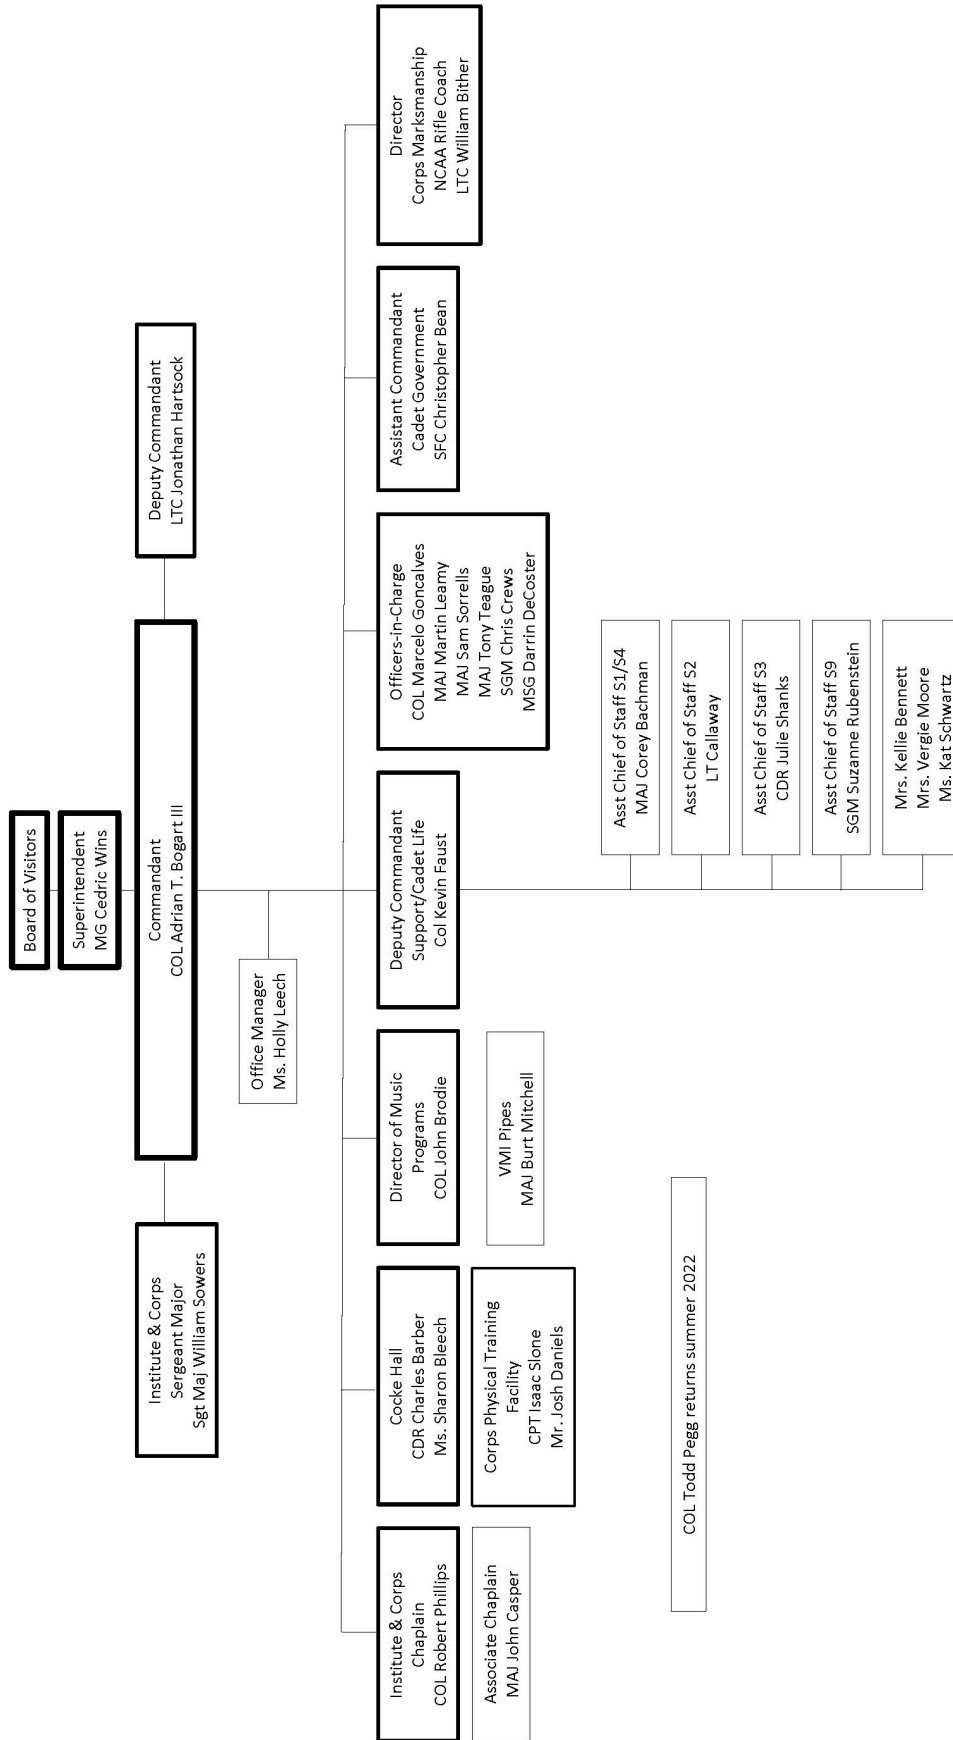 Board of Visitors
Superintendent
MG Cedric Wins
Institute & Corps
Sergeant Major
Sgt Maj William Sowers
Commandant
COL Adrian T. Bogart III
Deputy Commandant
LTC Jonathan Hartsock
Office Manager
Ms. Holly Leech
Institute & Corps
Chaplain
COL Robert Phillips
Associate Chaplain
MAJ John Casper
Cocke Hall
CDR Charles Barber
Ms. Sharon Bleech
Corps Physical Training
Facility
CPT Isaac Slone
Mr. Josh Daniels
Director of Music
Programs
COL John Brodie
VMI Pipes
MAJ Burt Mitchell
Deputy Commandant
Support/Cadet Life
Col Kevin Faust
Officers-in-Charge
COL Marcelo Goncalves
MAJ Martin Leamy
MAJ Sam Sorrells
MAJ Tony Teague
SGM Chris Crews
MSG Darrin DeCoster
Assistant Commandant
Cadet Government
SFC Christopher Bean
Director
Corps Marksmanship
NCAA Rifle Coach
LTC William Bither
Asst Chief of Staff S1/S4
MAJ Corey Bachman
Asst Chief of Staff S2
LT Callaway
Asst Chief of Staff S3
CDR Julie Shanks
Asst Chief of Staff S9
SGM Suzanne Rubenstein
Mrs. Kellie Bennett
Mrs. Vergie Moore
Ms. Kat Schwartz
COL Todd Pegg returns summer 2022